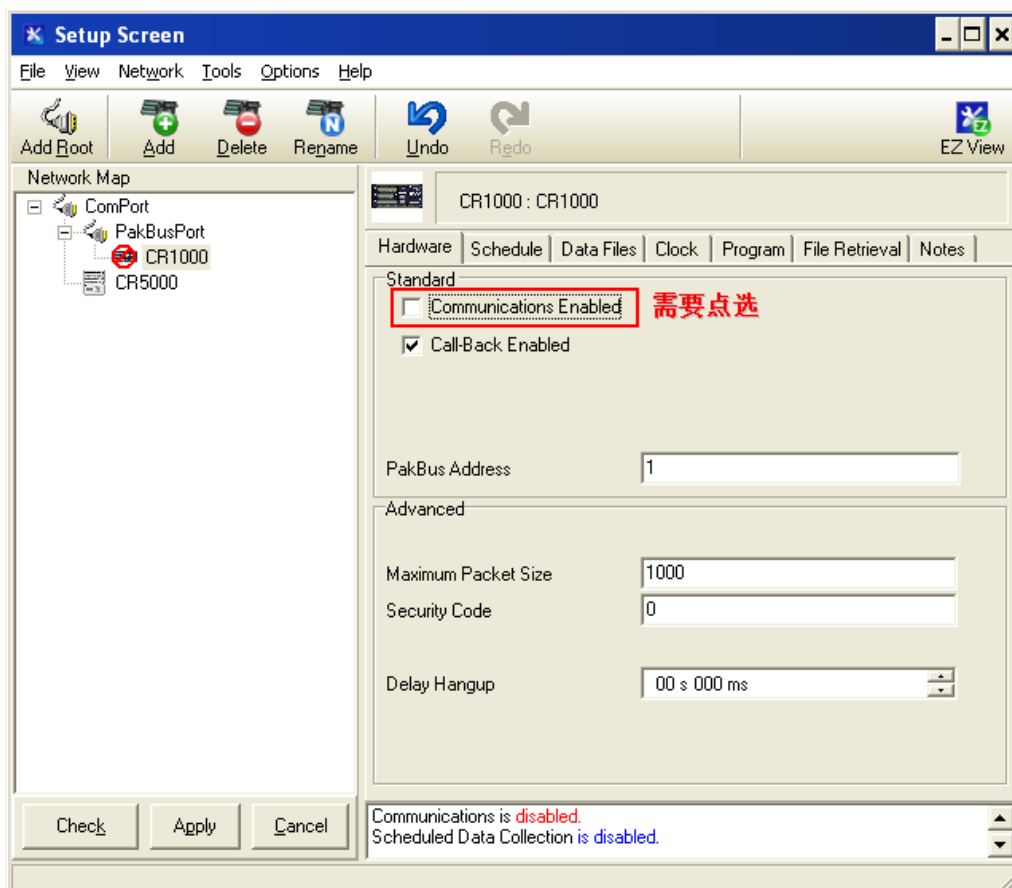 Setup Screen
File View Network Tools Options Help
Add Root Add Delete Rename Undo Redo EZ View
Network Map
ComPort
PakBusPort
CR1000
CR5000
CR1000 : CR1000
Hardware Schedule Data Files Clock Program File Retrieval Notes
Standard
Communications Enabled 需要点选
Call-Back Enabled
PakBus Address 1
Advanced
Maximum Packet Size 1000
Security Code 0
Delay Hangup 00 s 000 ms
Check Apply Cancel
Communications is disabled.
Scheduled Data Collection is disabled.